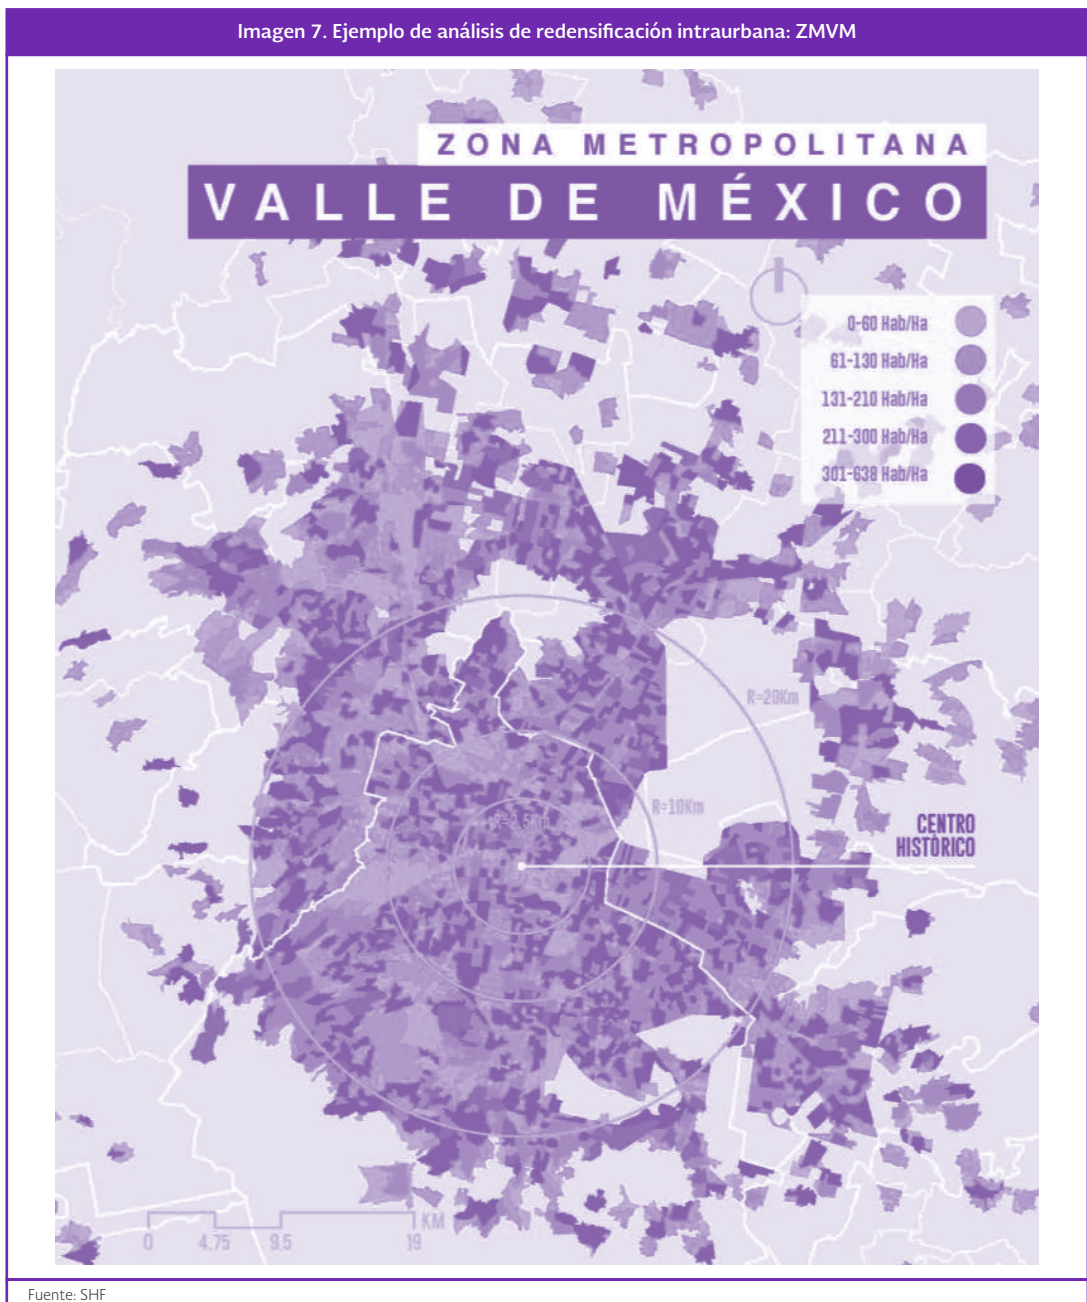 Imagen 7. Ejemplo de análisis de redensificación intraurbana: ZMVM
ZONA METROPOLITANA
VALLE DE MÉXICO
0-60 Hab/Ha
61-130 Hab/Ha
131-210 Hab/Ha
211-300 Hab/Ha
301-638 Hab/Ha
R=20Km
R=10Km
R=2.5Km
CENTRO
HISTÓRICO
KM
0 4.75 9.5 19
Fuente: SHF